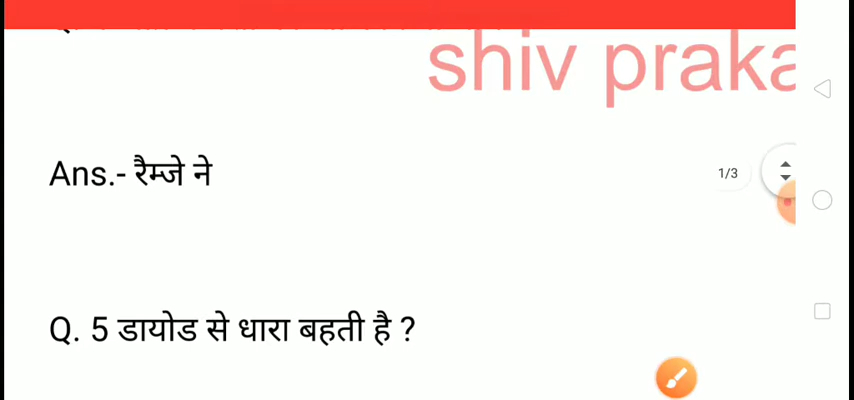 shiv praka
Ans.- रैम्जे ने
1/3
Q. 5 डायोड से धारा बहती है ?